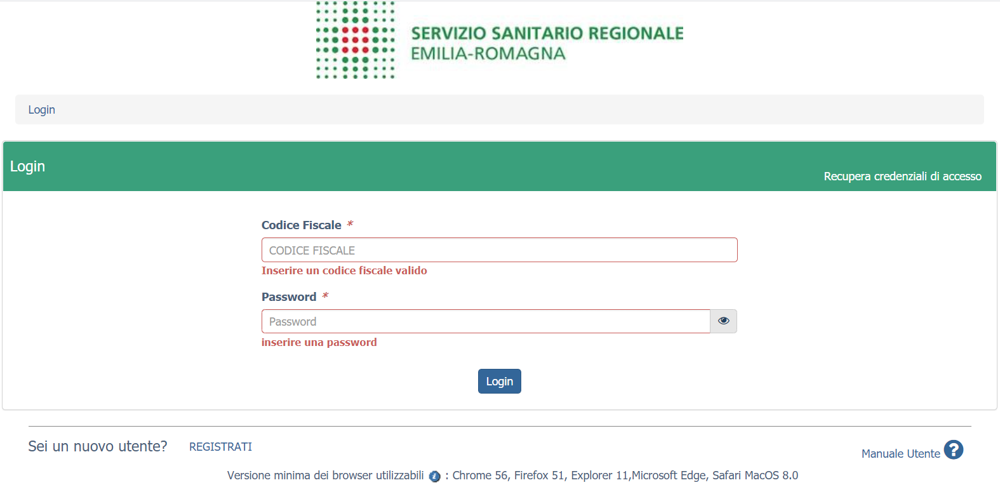 SERVIZIO SANITARIO REGIONALE
EMILIA-ROMAGNA
Login
Login
Recupera credenziali di accesso
Codice Fiscale *
CODICE FISCALE
Inserire un codice fiscale valido
Password *
Password
inserire una password
Login
Sei un nuovo utente? REGISTRATI
Manuale Utente ?
Versione minima dei browser utilizzabili i : Chrome 56, Firefox 51, Explorer 11,Microsoft Edge, Safari MacOS 8.0